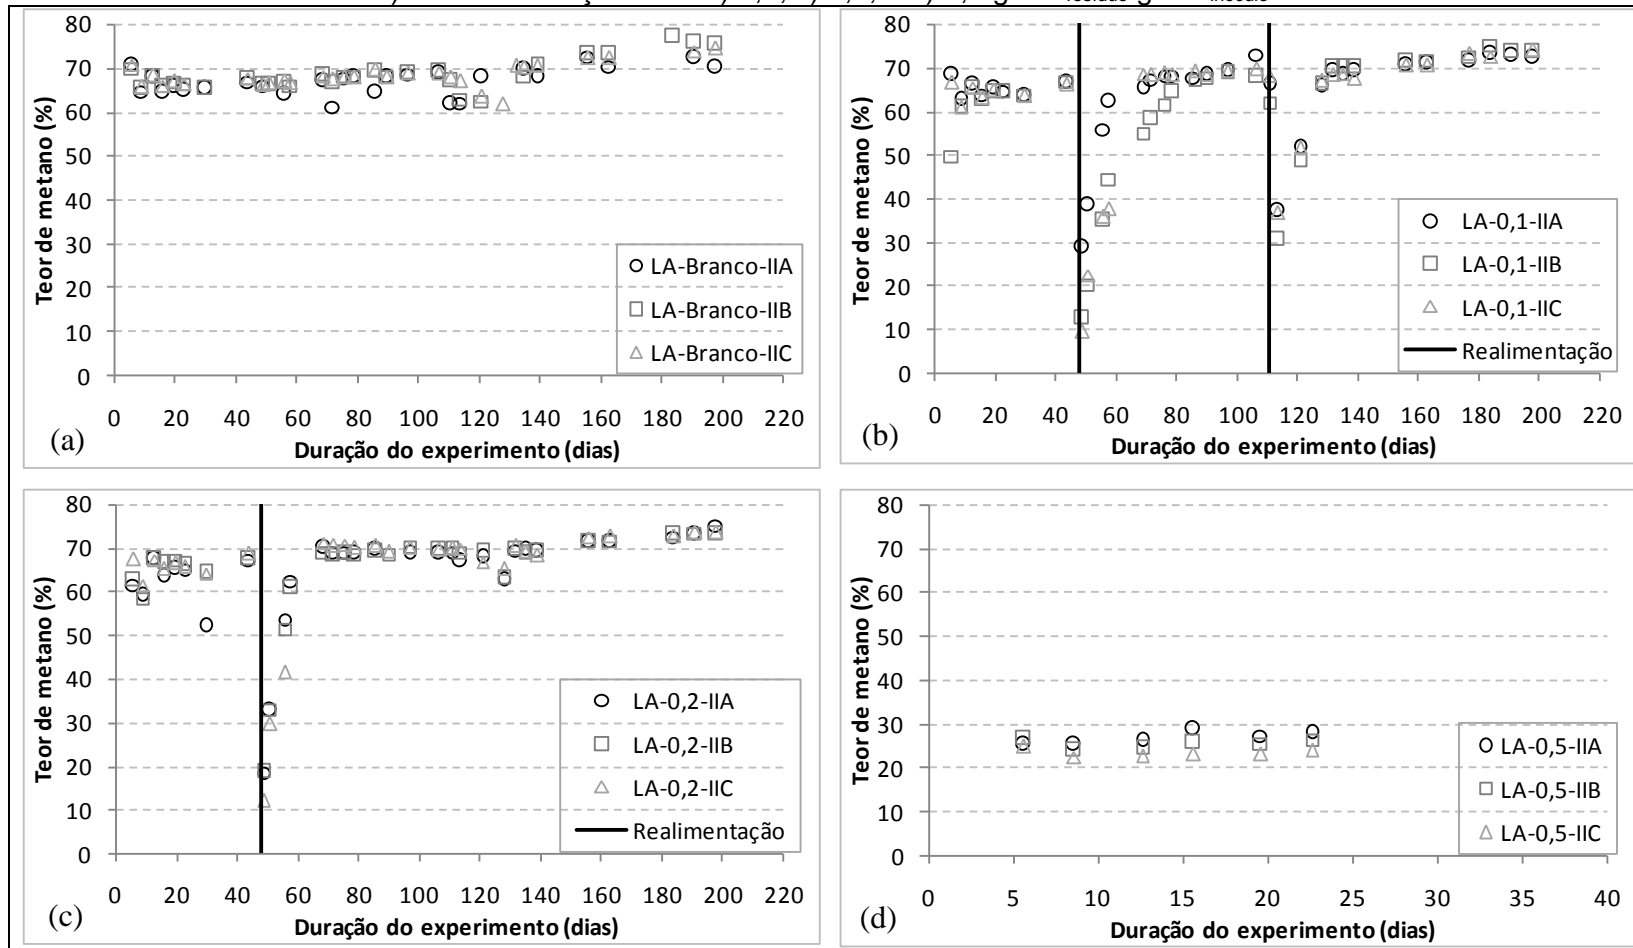 80
70
60
50
40
30
20
10
0
Teor de metano (%)
LA-Branco-IIA
LA-Branco-IIB
LA-Branco-IIC
0 20 40 60 80 100 120 140 160 180 200 220
(a)
Duração do experimento (dias)
80
70
60
50
40
30
20
10
0
Teor de metano (%)
LA-0,1-IIA
LA-0,1-IIB
LA-0,1-IIC
Realimentação
0 20 40 60 80 100 120 140 160 180 200 220
(b)
Duração do experimento (dias)
80
70
60
50
40
30
20
10
0
Teor de metano (%)
LA-0,2-IIA
LA-0,2-IIB
LA-0,2-IIC
Realimentação
0 20 40 60 80 100 120 140 160 180 200 220
(c)
Duração do experimento (dias)
80
70
60
50
40
30
20
10
0
Teor de metano (%)
LA-0,5-IIA
LA-0,5-IIB
LA-0,5-IIC
0 5 10 15 20 25 30 35 40
(d)
Duração do experimento (dias)